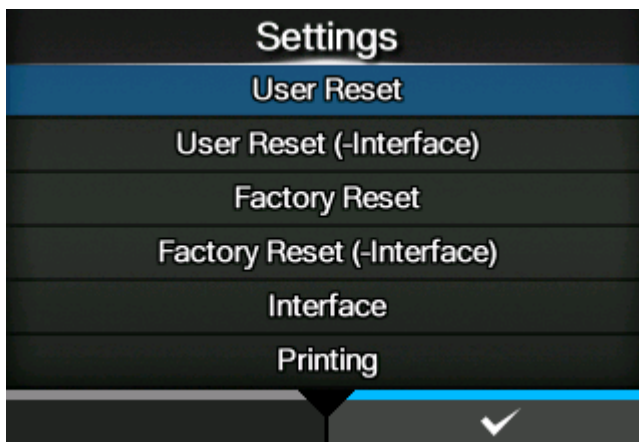 Settings
User Reset
User Reset (-Interface)
Factory Reset
Factory Reset (-Interface)
Interface
Printing